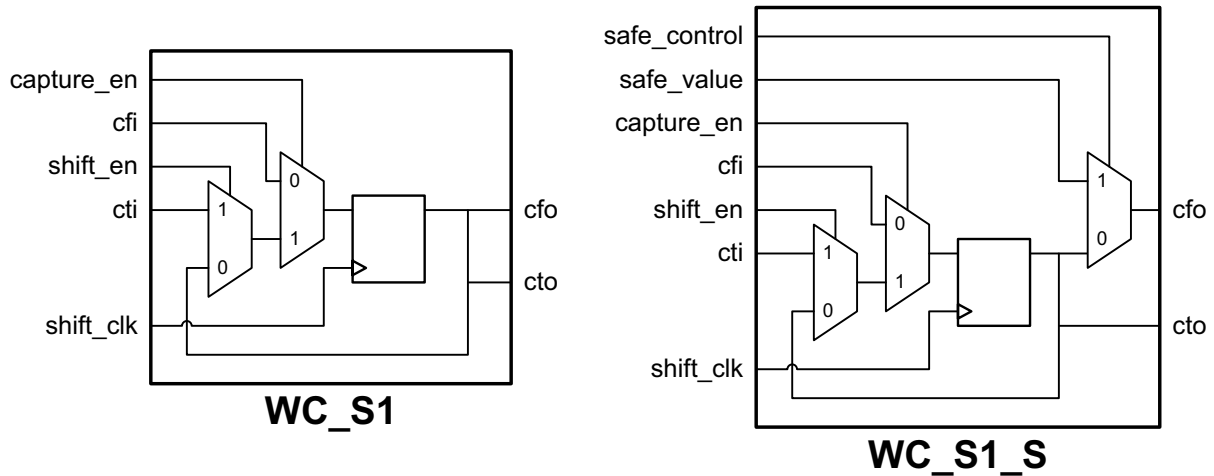 capture_en
cfi
shift_en
cti
shift_clk
0
1
1
0
cfo
cto
WC_S1
safe_control
safe_value
capture_en
cfi
shift_en
cti
shift_clk
0
1
1
0
1
0
cfo
cto
WC_S1_S